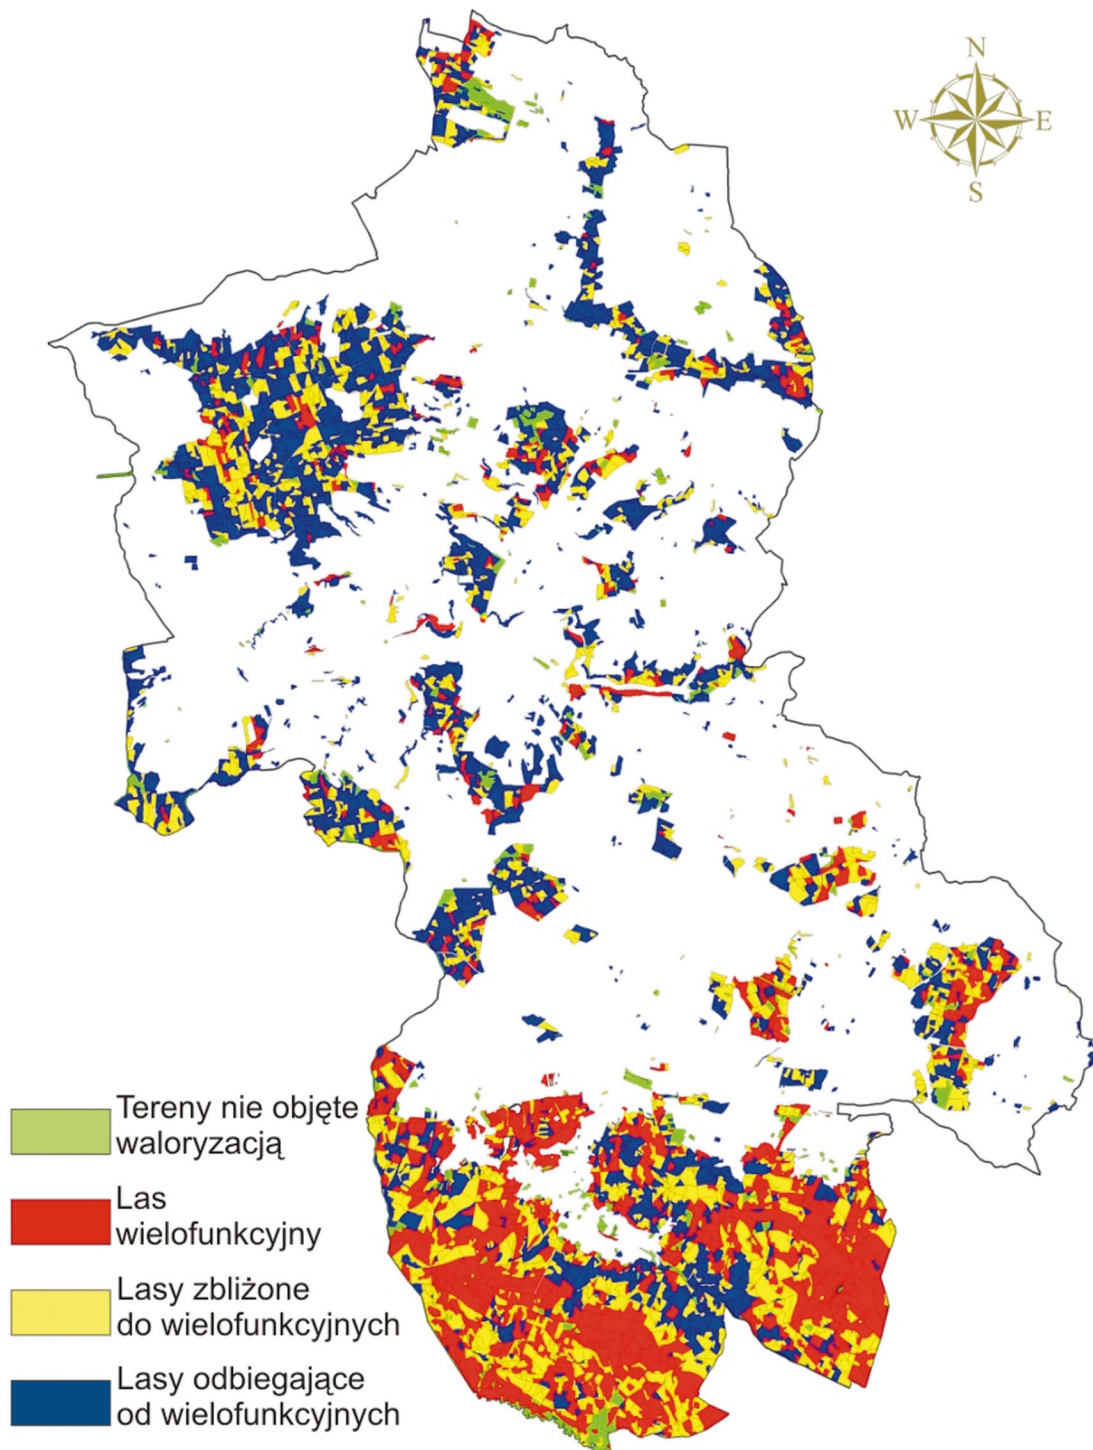 N
W E
S
Tereny nie objęte
waloryzacją
Las
wielofunkcyjny
Lasy zbliżone
do wielofunkcyjnych
Lasy odbiegające
od wielofunkcyjnych